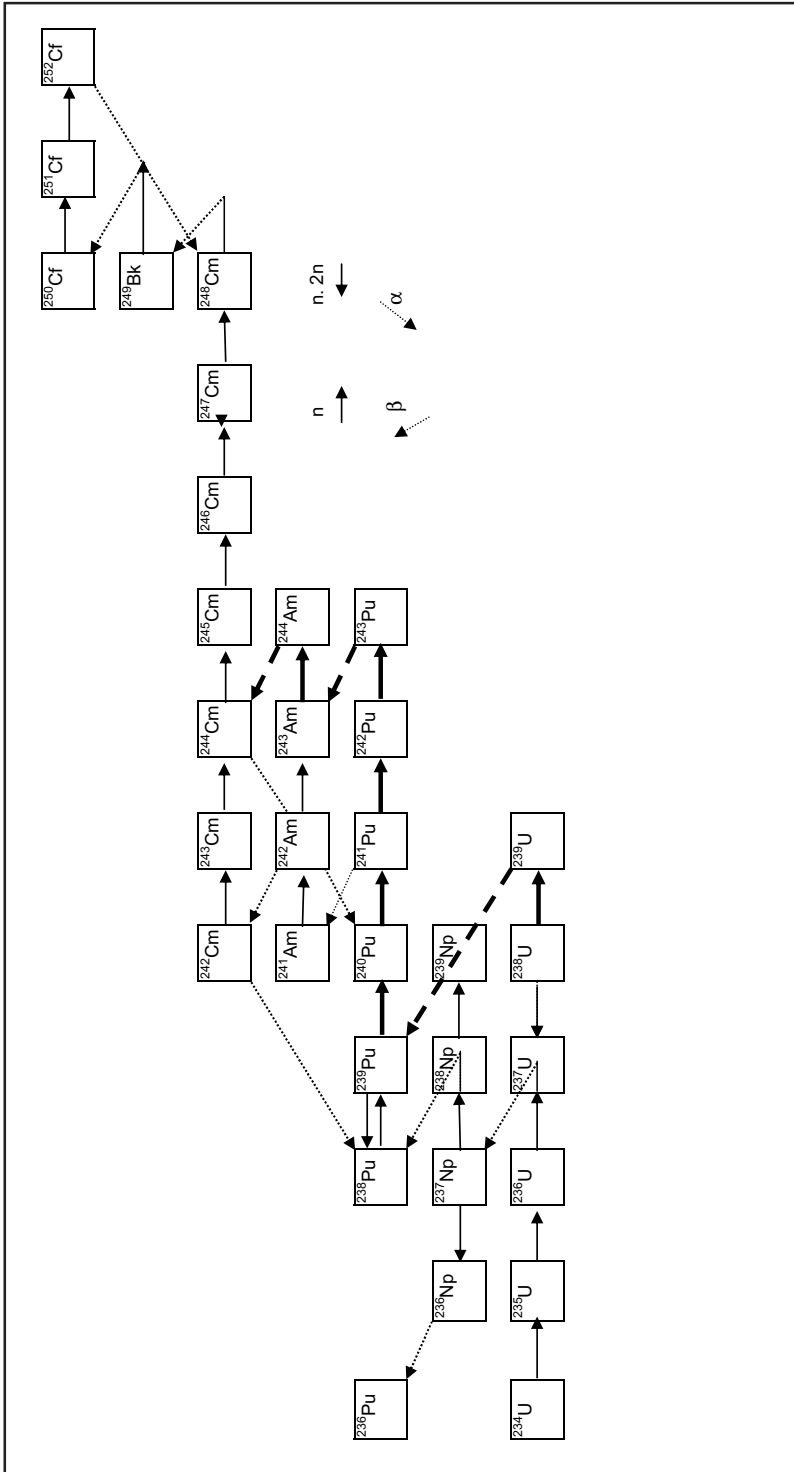 ²⁵⁰Cf ²⁵¹Cf ²⁵²Cf
²⁴⁹Bk
²⁴²Cm ²⁴³Cm ²⁴⁴Cm ²⁴⁵Cm ²⁴⁶Cm ²⁴⁷Cm ²⁴⁸Cm
²⁴¹Am ²⁴²Am ²⁴³Am ²⁴⁴Am
n n. 2n
β α
²³⁶Pu ²³⁸Pu ²³⁹Pu ²⁴⁰Pu ²⁴¹Pu ²⁴²Pu ²⁴³Pu
²³⁶Np ²³⁷Np ²³⁸Np ²³⁹Np
²³⁴U ²³⁵U ²³⁶U ²³⁷U ²³⁸U ²³⁹U